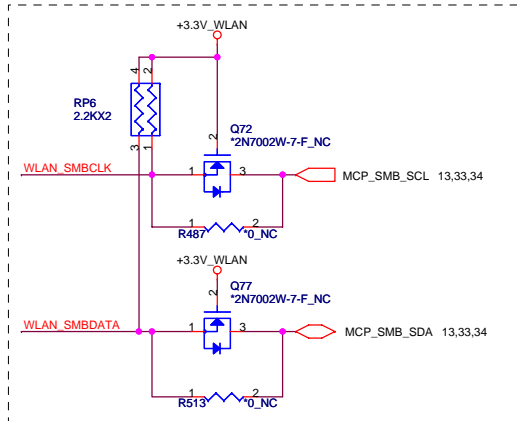 +3.3V_WLAN
4
2
RP6
2.2KX2
3
1
Q72
*2N7002W-7-F_NC
2
WLAN_SMBCLK
1
3
MCP_SMB_SCL 13,33,34
1
2
R487
*0_NC
+3.3V_WLAN
Q77
*2N7002W-7-F_NC
2
WLAN_SMBDATA
1
3
MCP_SMB_SDA 13,33,34
1
2
R513
*0_NC